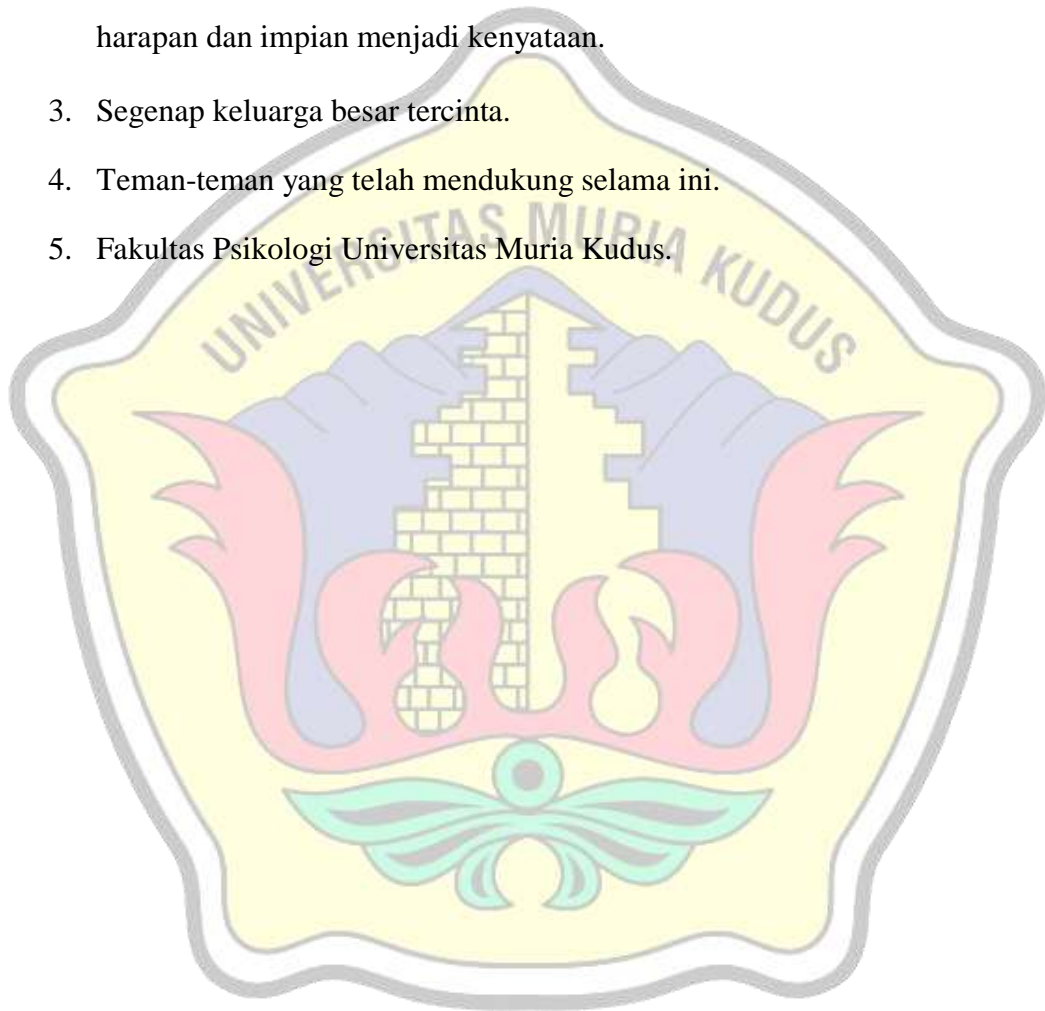 harapan dan impian menjadi kenyataan.
3. Segenap keluarga besar tercinta.
4. Teman-teman yang telah mendukung selama ini.
5. Fakultas Psikologi Universitas Muria Kudus.
UNIVERSITAS MURIA KUDUS